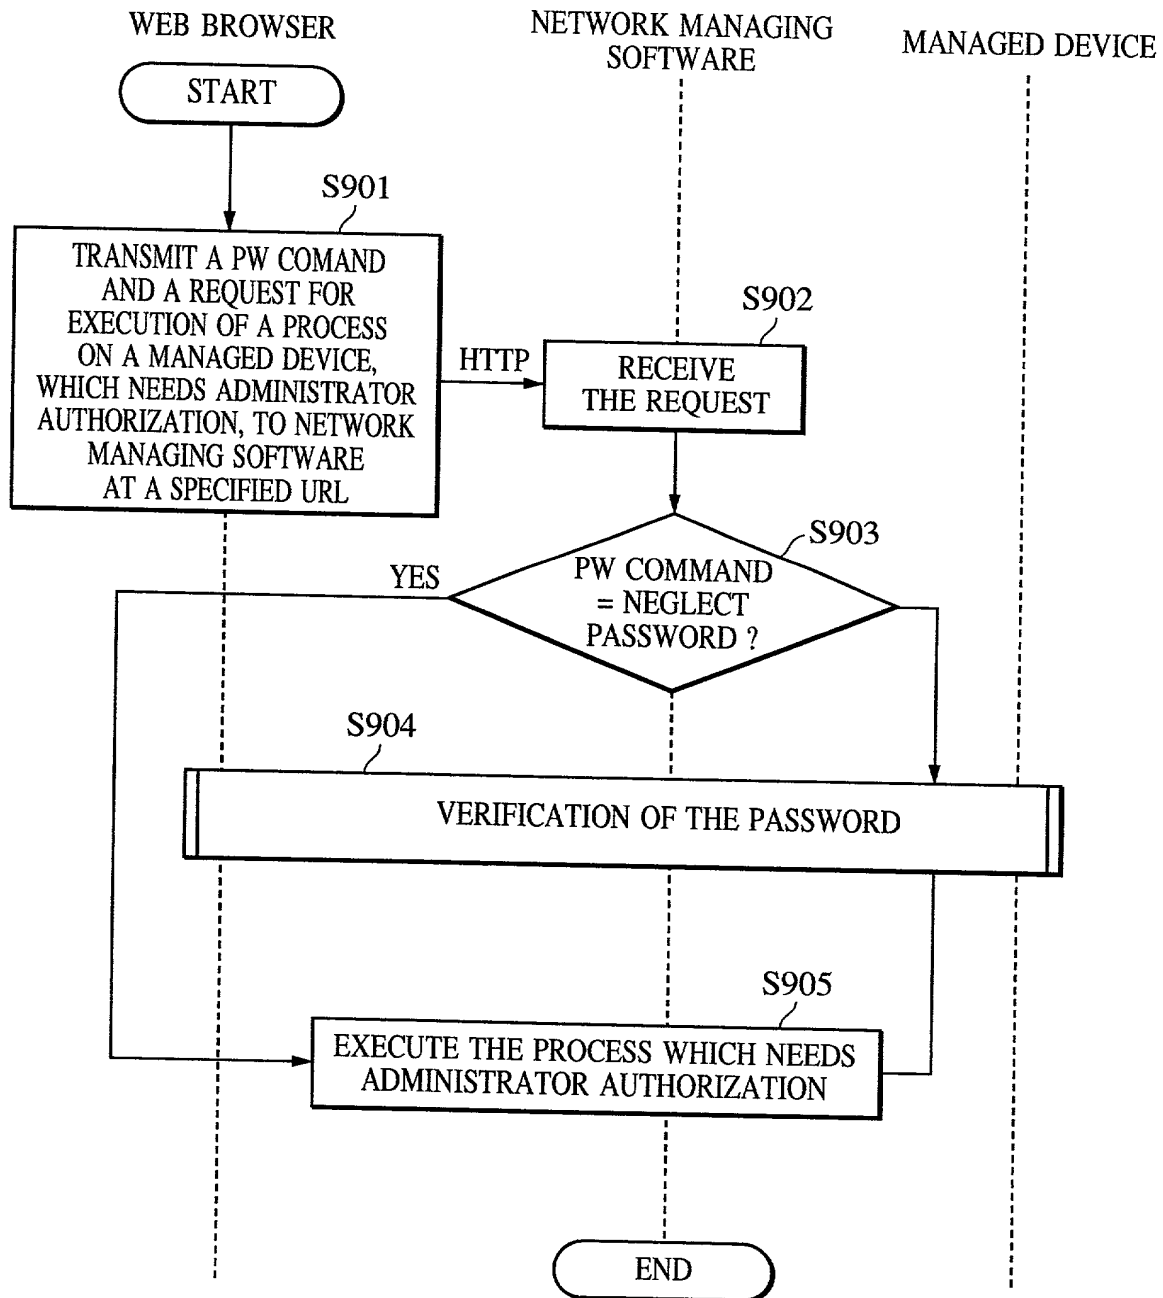 WEB BROWSER
NETWORK MANAGING
SOFTWARE
MANAGED DEVICE
START
S901
TRANSMIT A PW COMAND
AND A REQUEST FOR
EXECUTION OF A PROCESS
ON A MANAGED DEVICE,
WHICH NEEDS ADMINISTRATOR
AUTHORIZATION, TO NETWORK
MANAGING SOFTWARE
AT A SPECIFIED URL
HTTP
S902
RECEIVE
THE REQUEST
S903
PW COMMAND
= NEGLECT
PASSWORD ?
YES
S904
VERIFICATION OF THE PASSWORD
S905
EXECUTE THE PROCESS WHICH NEEDS
ADMINISTRATOR AUTHORIZATION
END